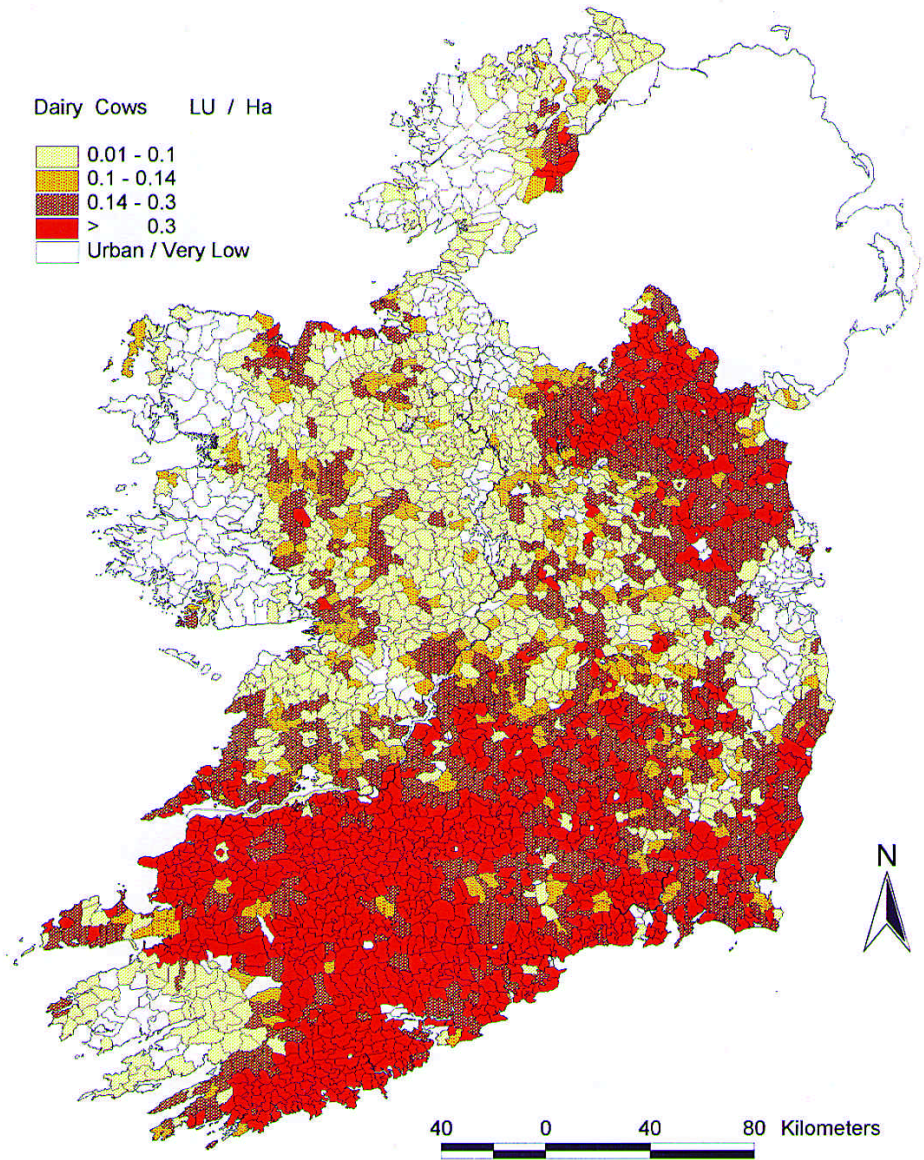 Dairy Cows LU / Ha
0.01 - 0.1
0.1 - 0.14
0.14 - 0.3
> 0.3
Urban / Very Low
N
40 0 40 80 Kilometers